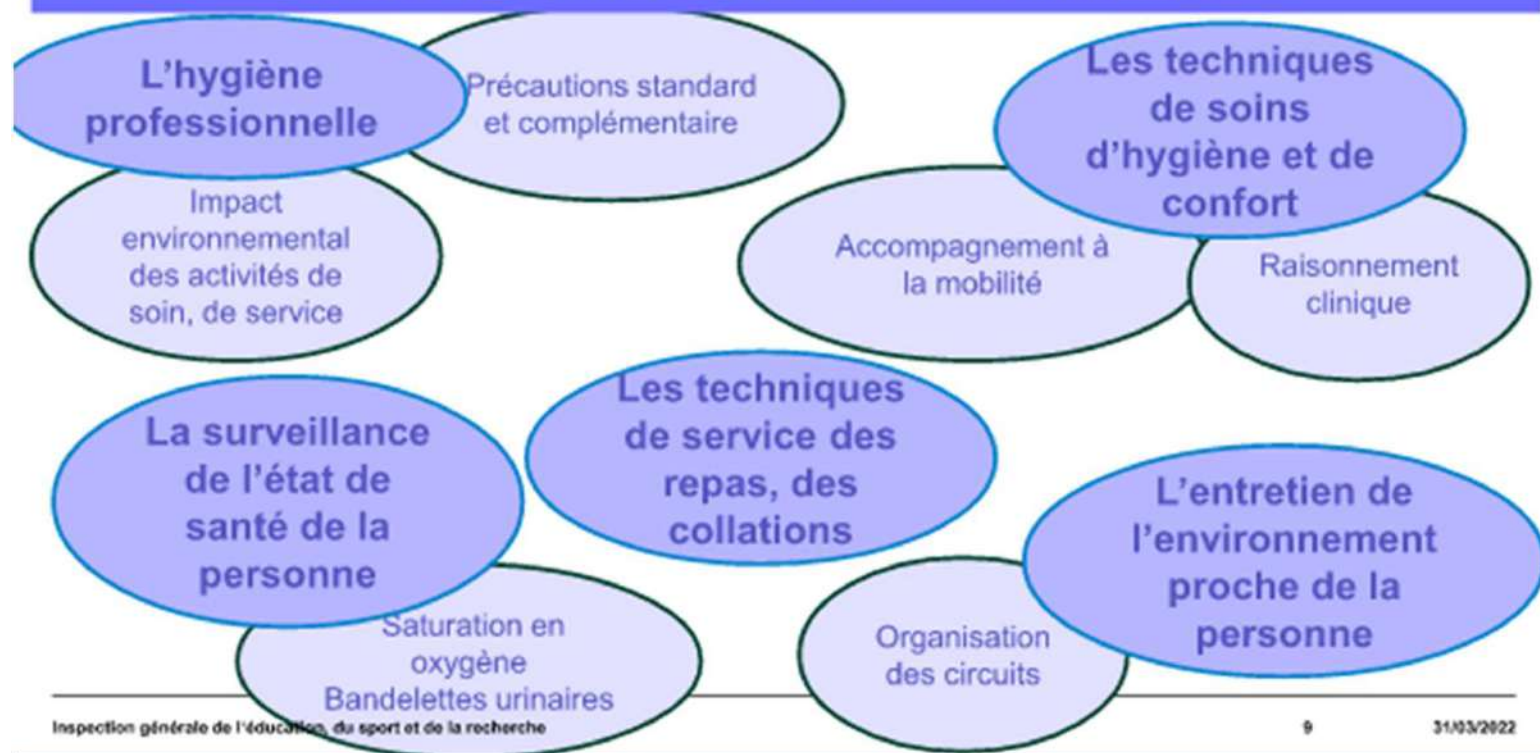 L'hygiène
professionnelle
Précautions standard
et complémentaire
Impact
environnemental
des activités de
soin, de service
Les techniques
de soins
d'hygiène et de
confort
Accompagnement à
la mobilité
Raisonnement
clinique
La surveillance
de l'état de
santé de la
personne
Saturation en
oxygène
Bandelettes urinaires
Les techniques
de service des
repas, des
collations
L'entretien de
l'environnement
proche de la
personne
Organisation
des circuits
Inspection générale de l'éducation, du sport et de la recherche
9
31/03/2022